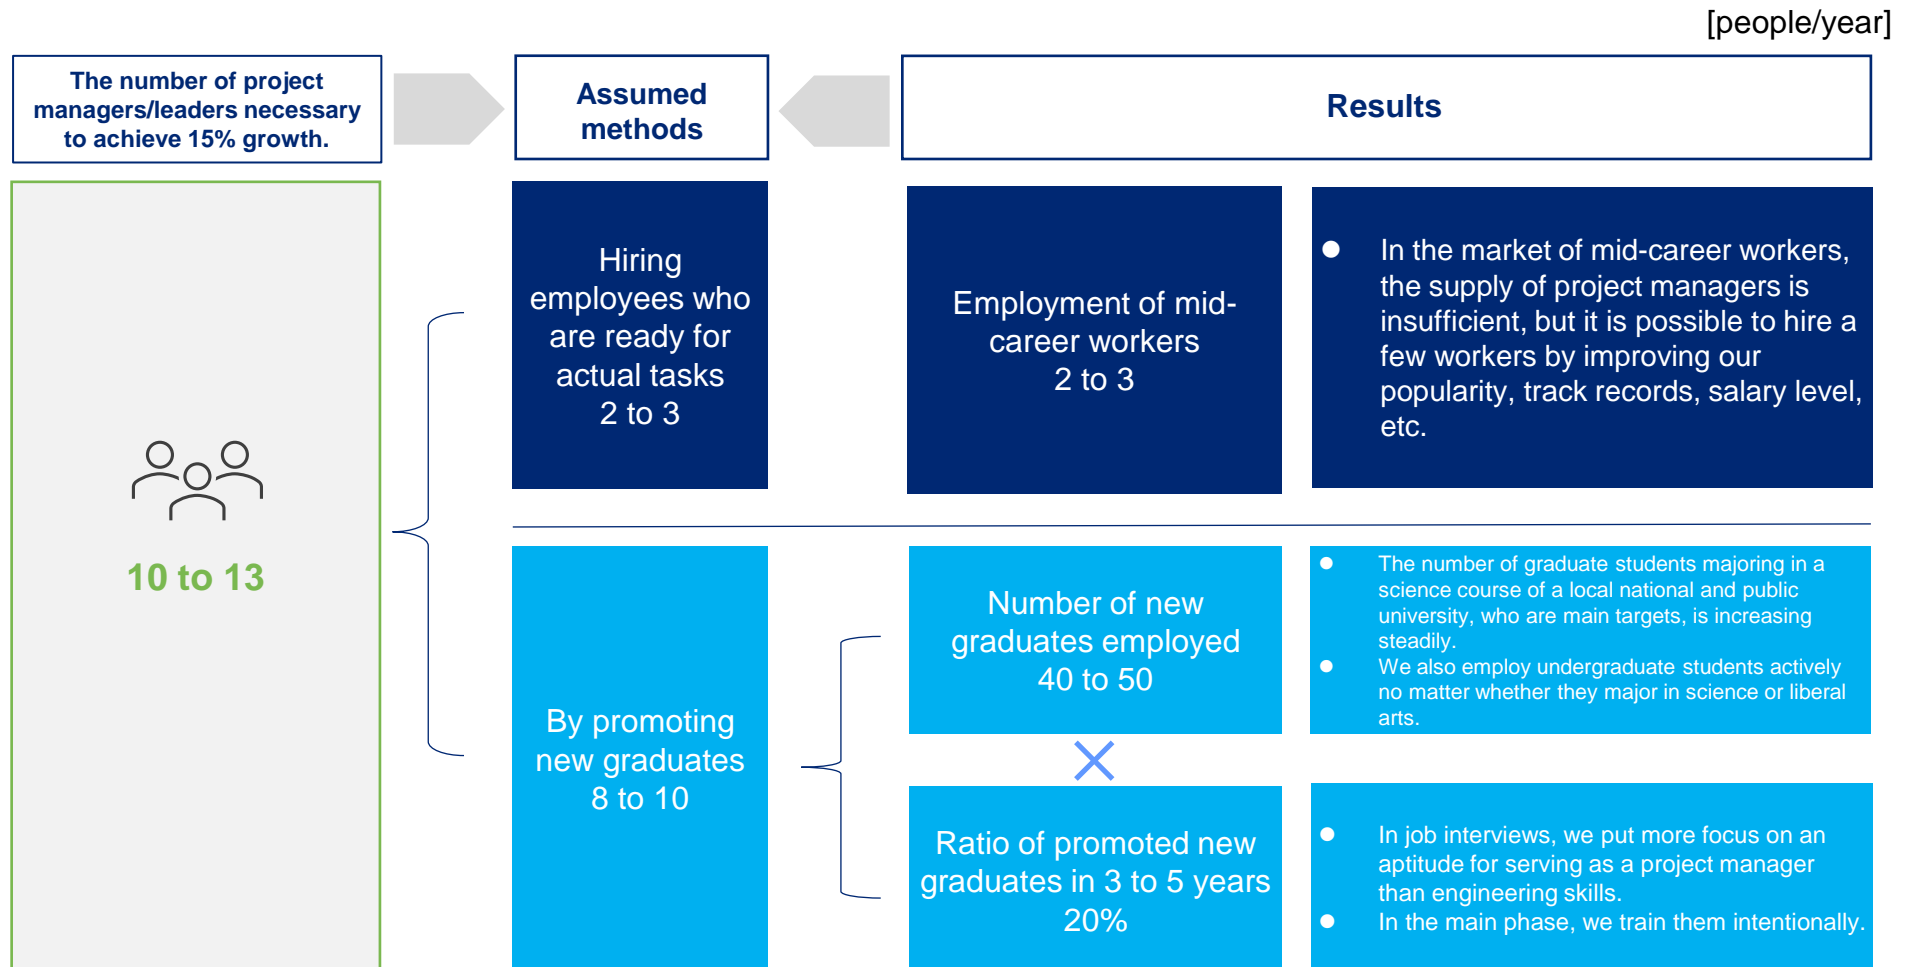 [people/year]
The number of project
managers/leaders necessary
to achieve 15% growth.
Assumed
methods
Results
10 to 13
Hiring
employees who
are ready for
actual tasks
2 to 3
Employment of mid-
career workers
2 to 3
● In the market of mid-career workers,
the supply of project managers is
insufficient, but it is possible to hire a
few workers by improving our
popularity, track records, salary level,
etc.
By promoting
new graduates
8 to 10
Number of new
graduates employed
40 to 50
● The number of graduate students majoring in a
science course of a local national and public
university, who are main targets, is increasing
steadily.
● We also employ undergraduate students actively
no matter whether they major in science or liberal
arts.
×
Ratio of promoted new
graduates in 3 to 5 years
20%
● In job interviews, we put more focus on an
aptitude for serving as a project manager
than engineering skills.
● In the main phase, we train them intentionally.